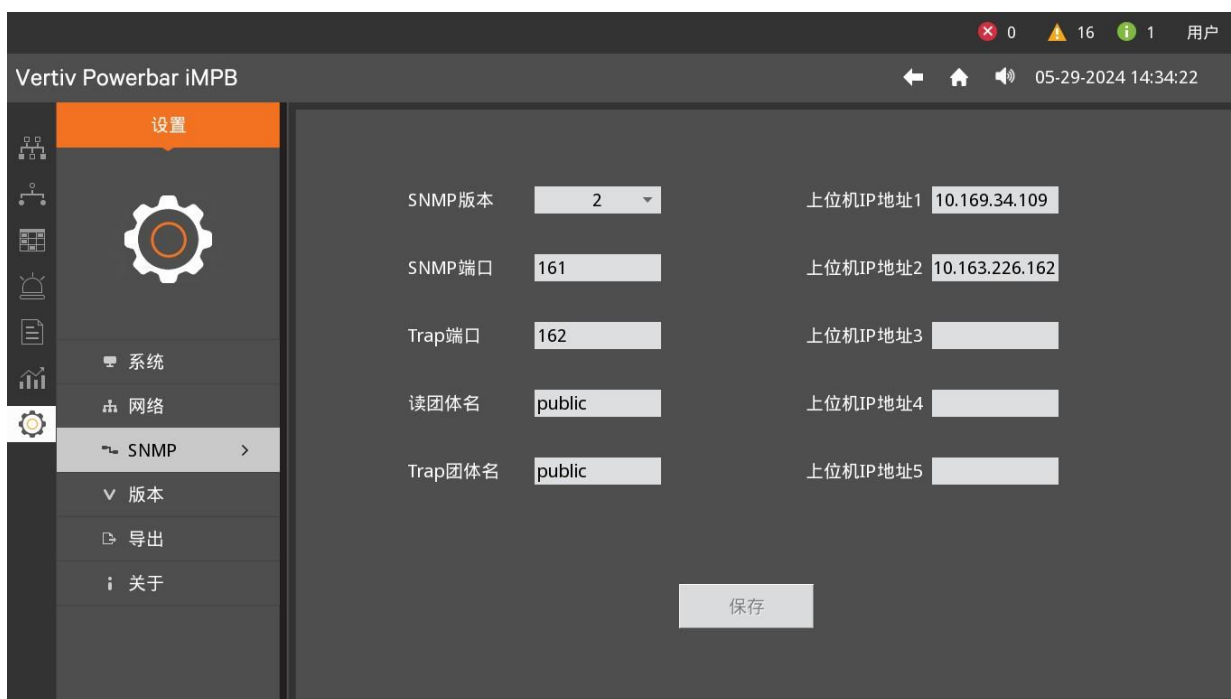 0 16 1 用户
Vertiv Powerbar iMPB 05-29-2024 14:34:22
设置
系统
网络
SNMP
版本
导出
关于
SNMP版本 2 上位机IP地址1 10.169.34.109
SNMP端口 161 上位机IP地址2 10.163.226.162
Trap端口 162 上位机IP地址3
读团体名 public 上位机IP地址4
Trap团体名 public 上位机IP地址5
保存